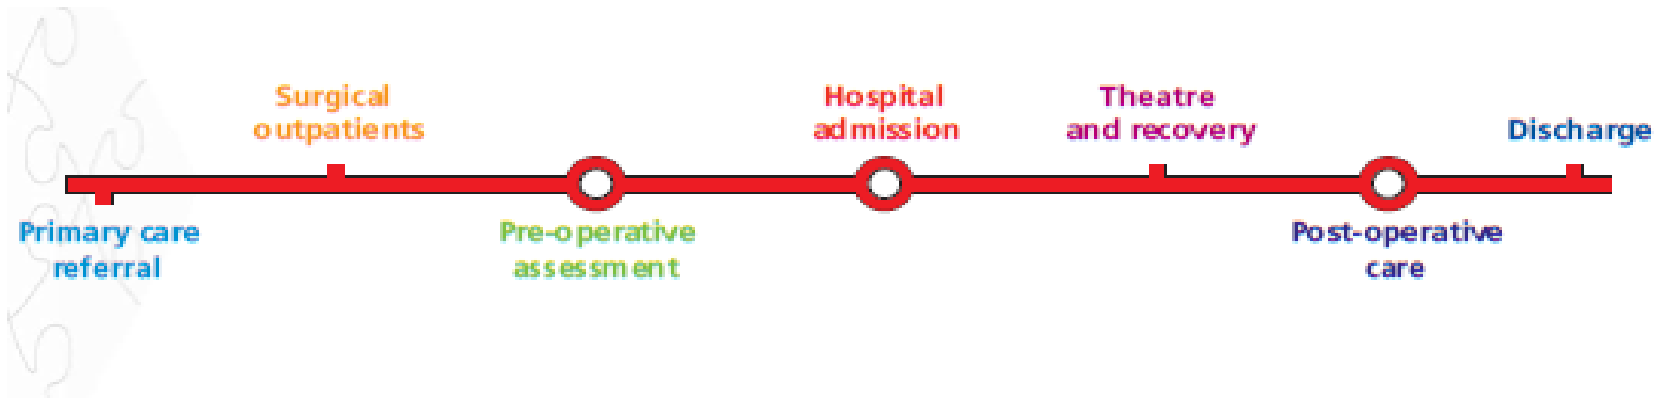 Surgical
outpatients
Hospital
admission
Theatre
and recovery
Discharge
Primary care
referral
Pre-operative
assessment
Post-operative
care